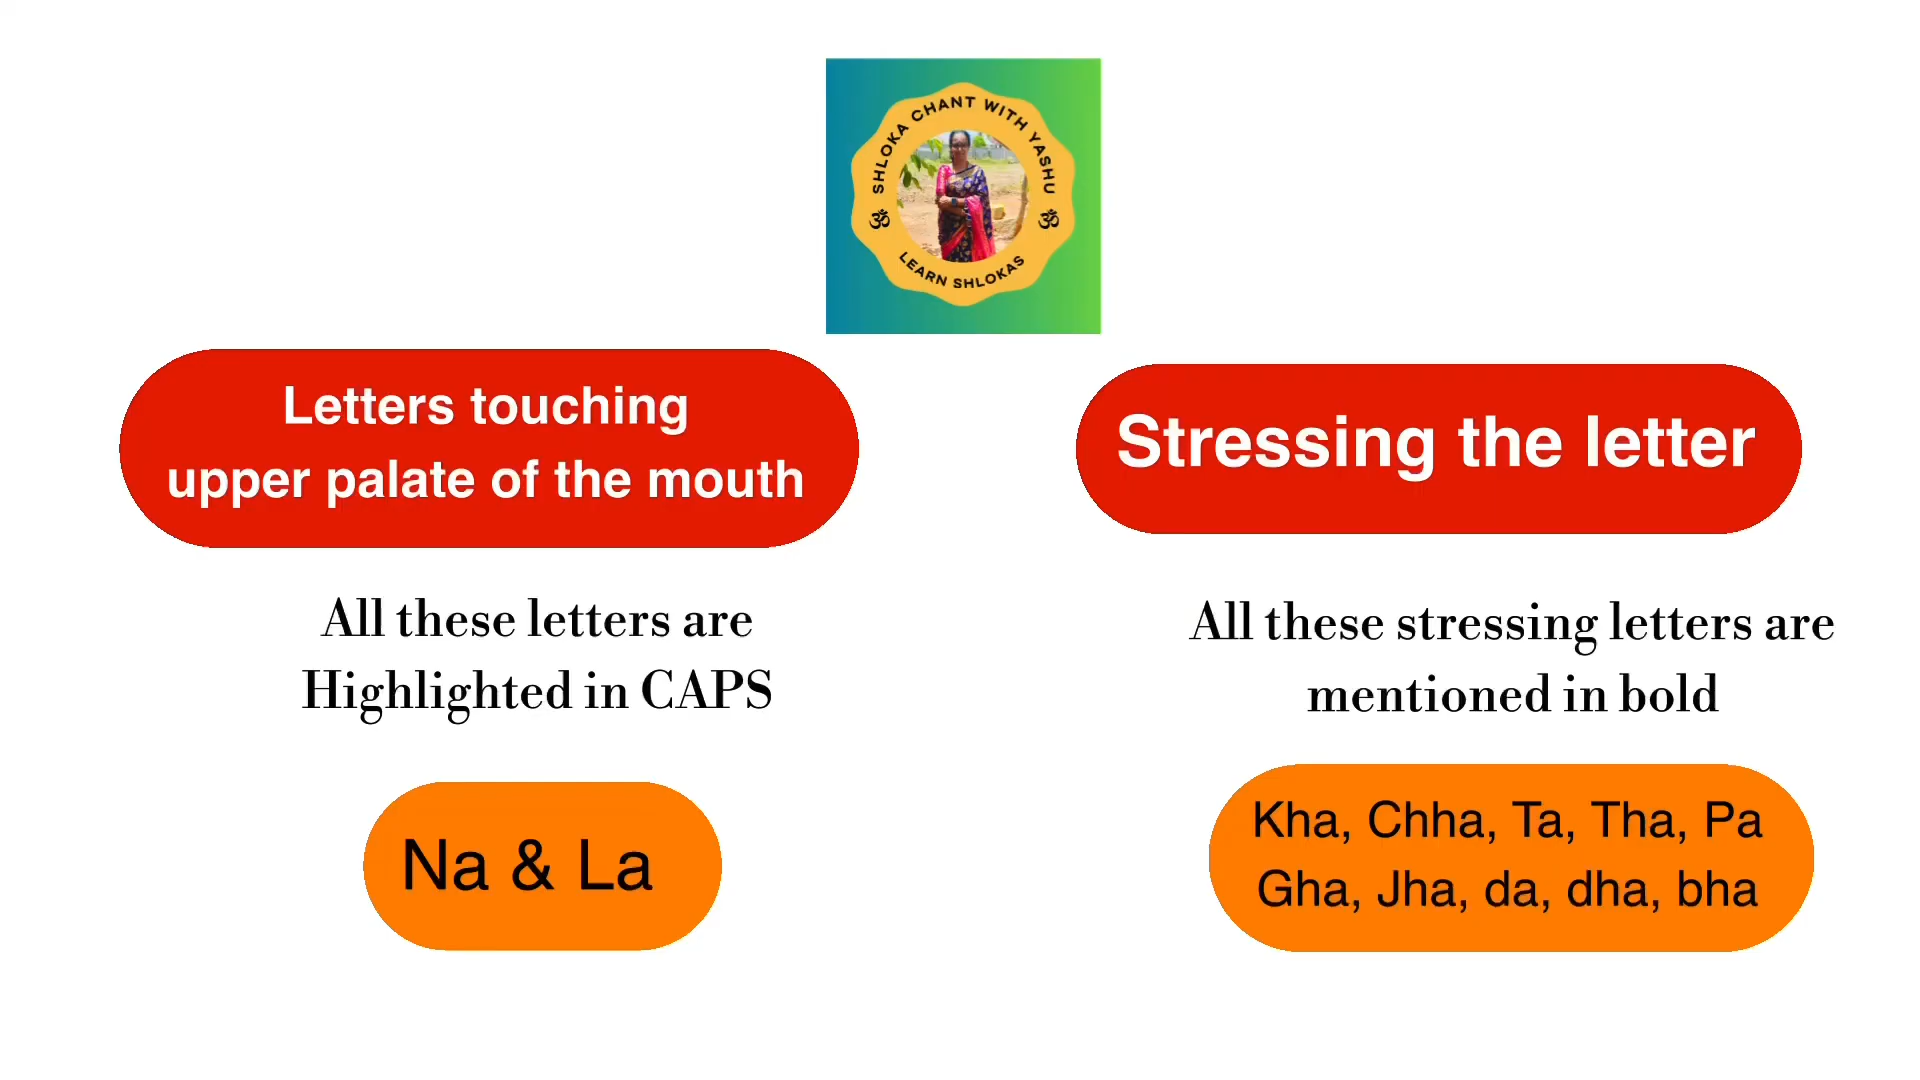 SHLOKA CHANT WITH YASHU
ॐ ॐ
LEARN SHLOKAS
Letters touching
upper palate of the mouth
All these letters are
Highlighted in CAPS
Na & La
Stressing the letter
All these stressing letters are
mentioned in bold
Kha, Chha, Ta, Tha, Pa
Gha, Jha, da, dha, bha